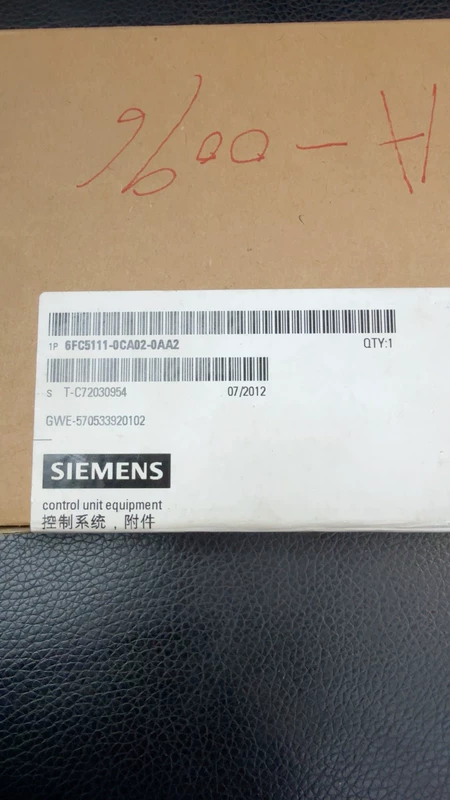 1P 6FC5111-0CA02-0AA2 QTY:1
S T-C72030954 07/2012
GWE-570533920102
SIEMENS
control unit equipment
控制系统，附件